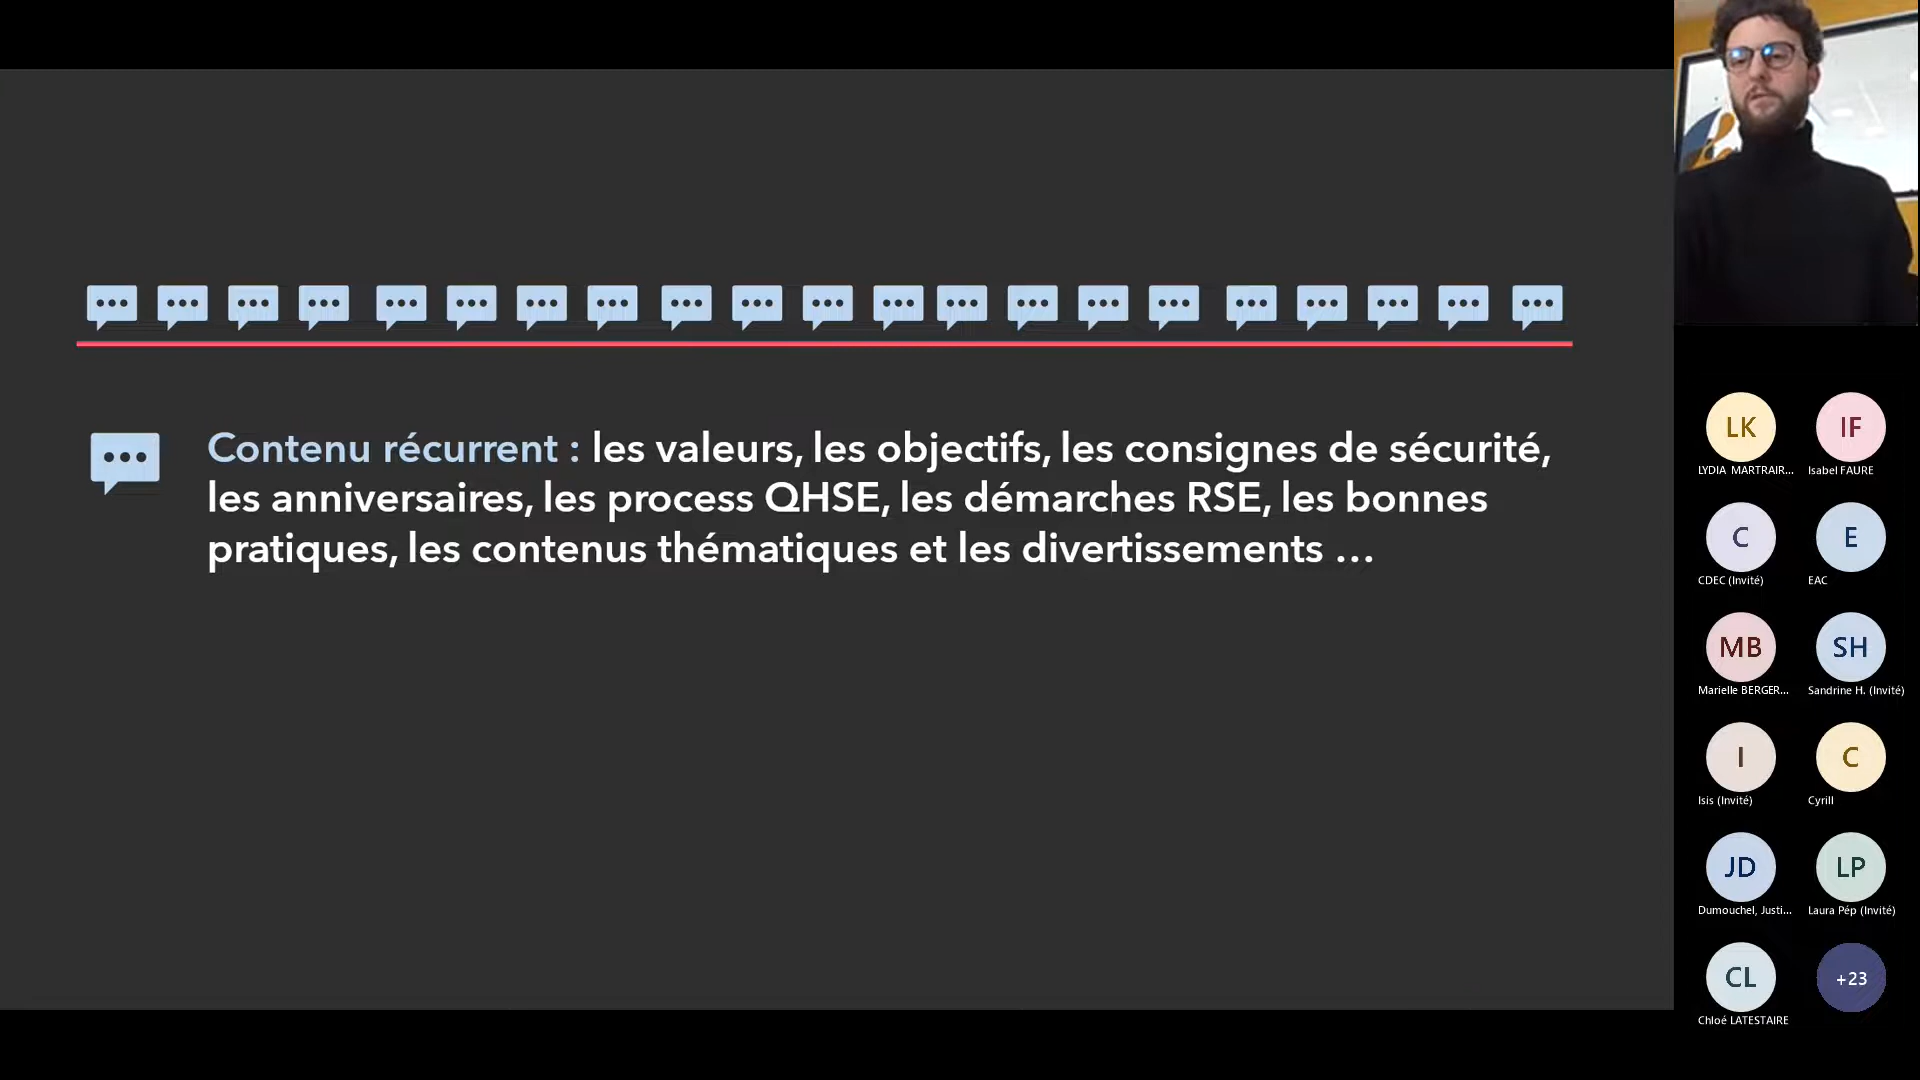 Contenu récurrent : les valeurs, les objectifs, les consignes de sécurité,
les anniversaires, les process QHSE, les démarches RSE, les bonnes
pratiques, les contenus thématiques et les divertissements ...
LK
IF
LYDIA MARTRAIR...
Isabel FAURE
C
E
CDEC (Invité)
EAC
MB
SH
Marielle BERGER...
Sandrine H. (Invité)
I
C
Isis (Invité)
Cyrill
JD
LP
Dumouchel, Justi...
Laura Pép (Invité)
CL
+23
Chloé LATESTAIRE